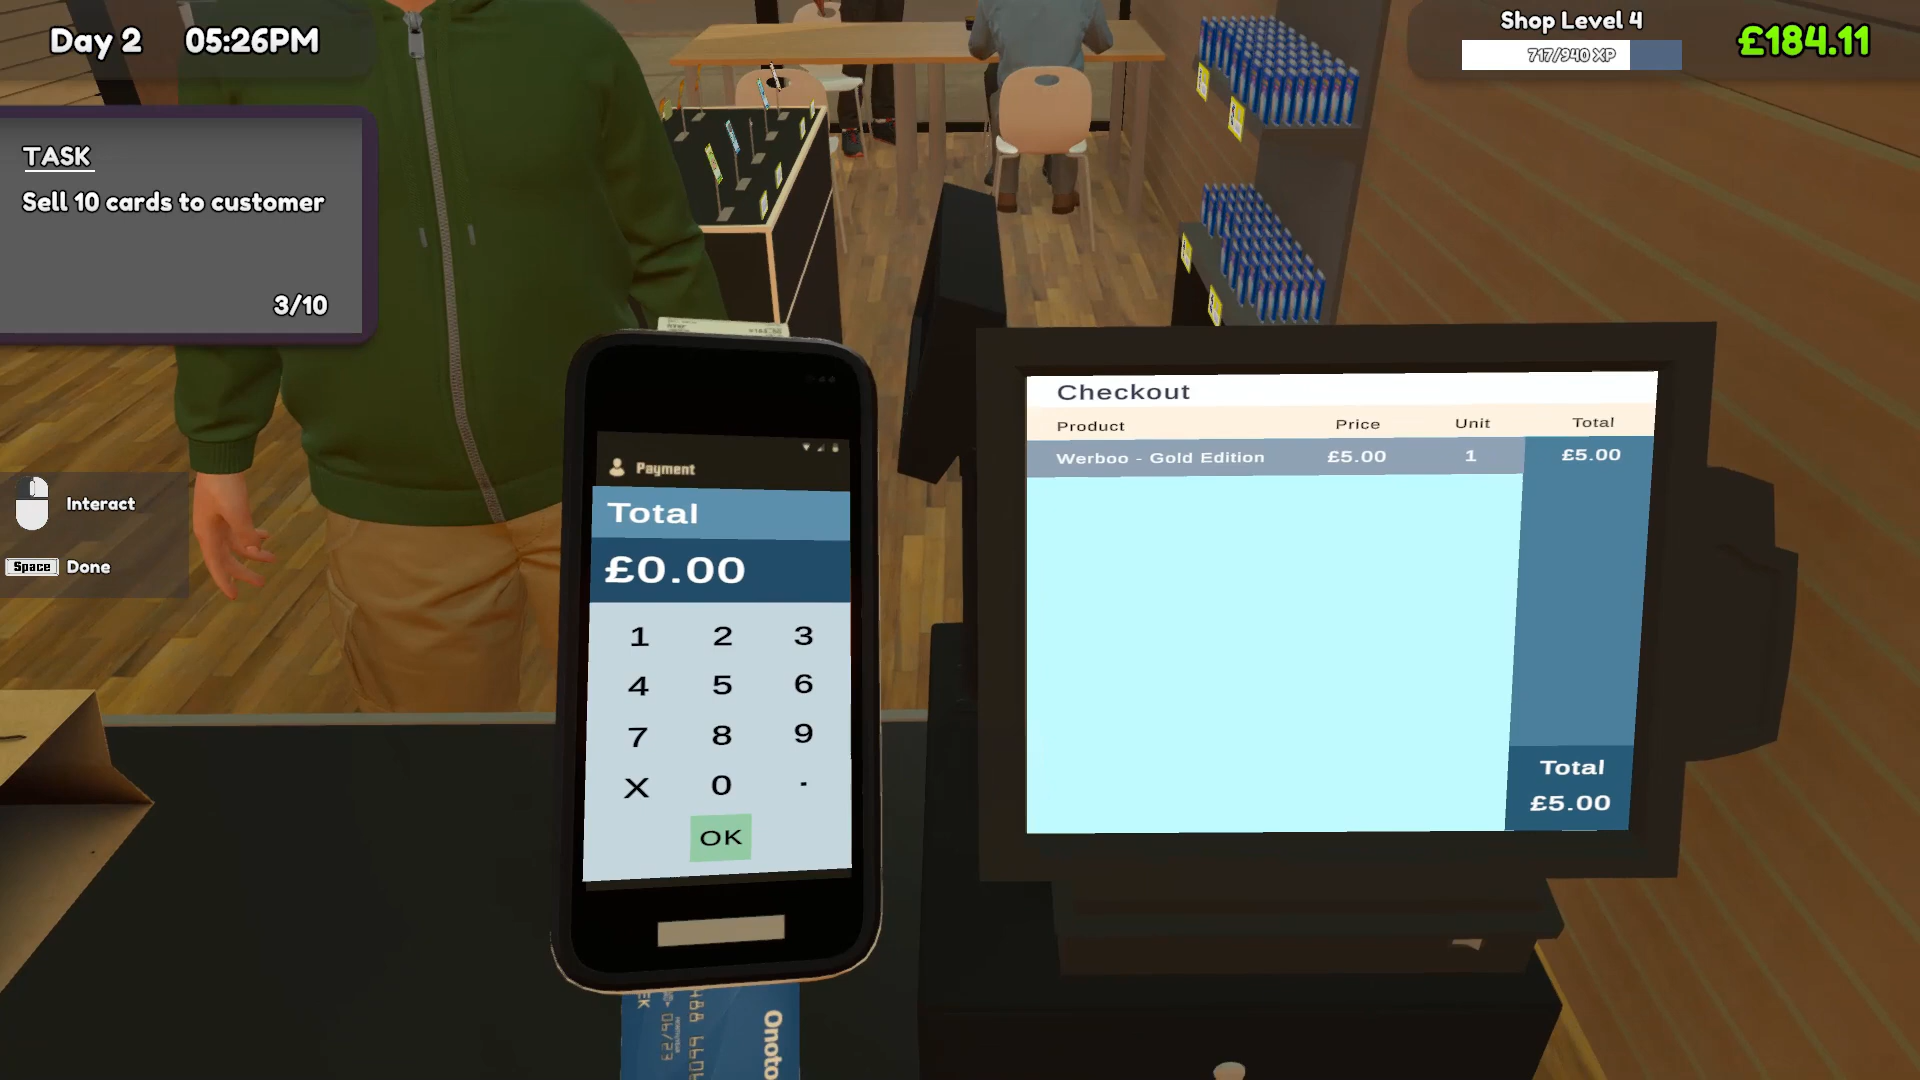 Day 2
05:26PM
Shop Level 4
717/940 XP
£184.11
TASK
Sell 10 cards to customer
3/10
Interact
Space
Done
Payment
Total
£0.00
1 2 3
4 5 6
7 8 9
X 0 .
OK
Checkout
Product Price Unit Total
Werboo - Gold Edition £5.00 1 £5.00
Total
£5.00
Onoto
06/23